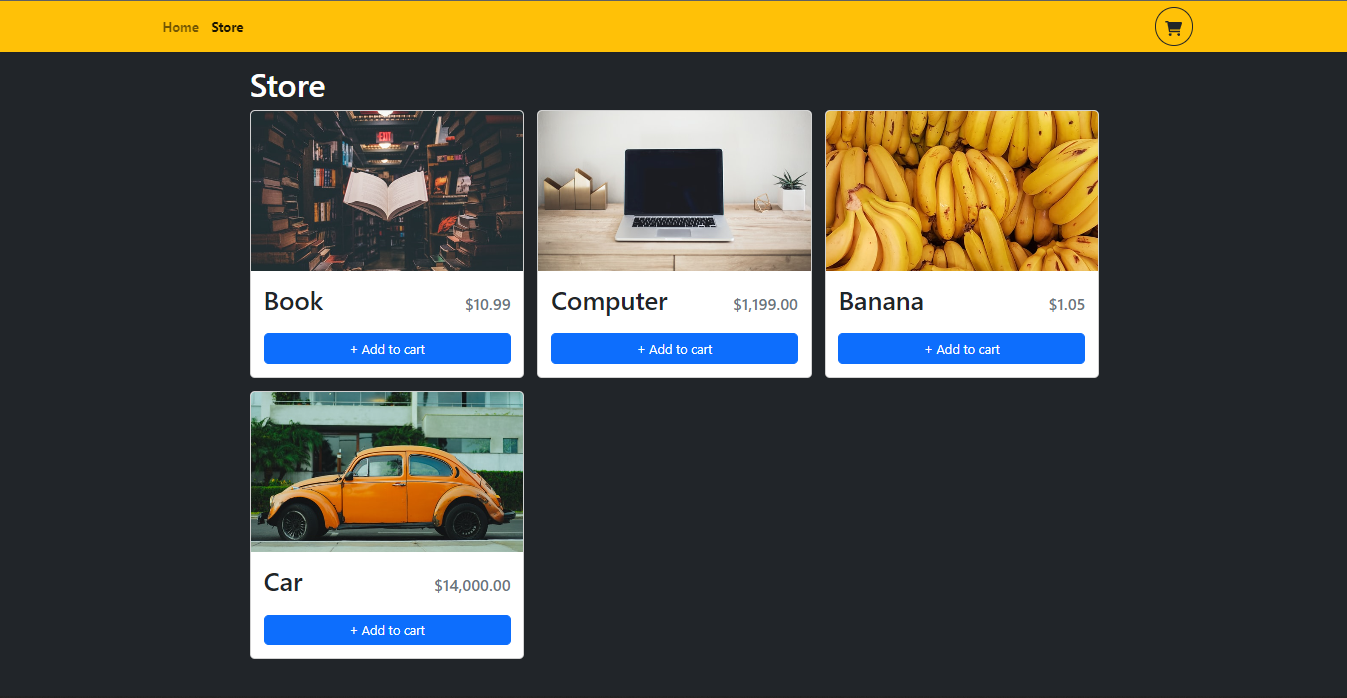 Home Store
Store
EXIT
Book $10.99
+ Add to cart
Computer $1,199.00
+ Add to cart
Banana $1.05
+ Add to cart
Car $14,000.00
+ Add to cart